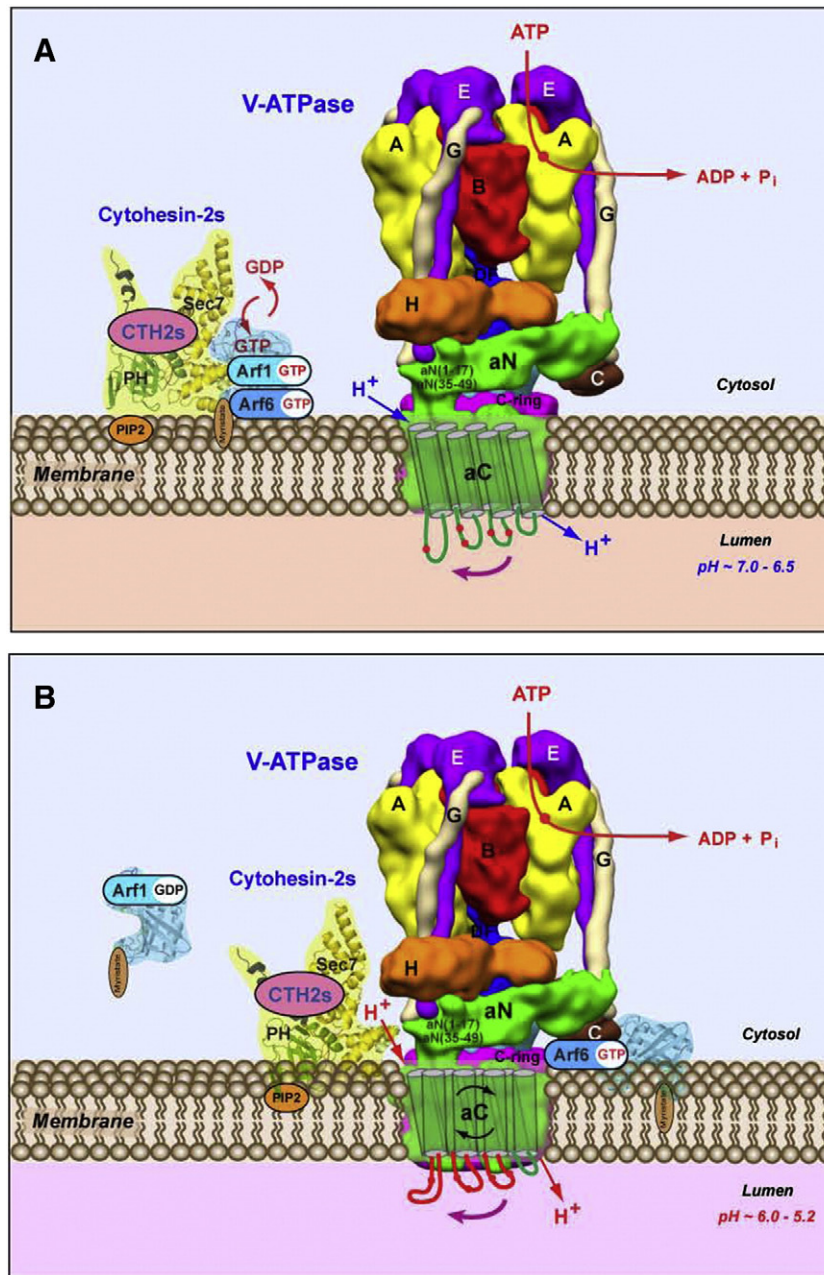 A
ATP
V-ATPase
E
E
A
A
G
B
G
ADP + Pi
Cytohesin-2s
GDP
Sec7
DF
CTH2s
GTP
H
aN
PH
Arf1 GTP
aN(1-17)
aN(35-49)
C
H+
C-ring
Cytosol
Arf6 GTP
PIP2
Myristate
Membrane
aC
Lumen
H+
pH ~ 7.0 - 6.5
B
ATP
V-ATPase
E
E
A
A
G
B
G
ADP + Pi
Arf1 GDP
Cytohesin-2s
DF
Sec7
H
Myristate
CTH2s
aN
H+
aN(1-17)
aN(35-49)
C
PH
C-ring
Arf6 GTP
Cytosol
PIP2
Myristate
Membrane
aC
Lumen
H+
pH ~ 6.0 - 5.2